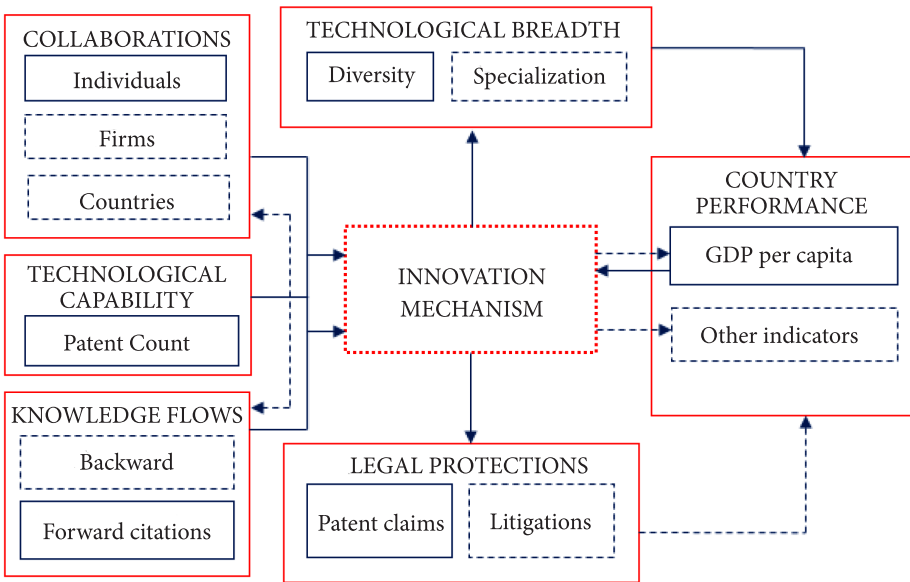 COLLABORATIONS
Individuals
Firms
Countries
TECHNOLOGICAL
CAPABILITY
Patent Count
KNOWLEDGE FLOWS
Backward
Forward citations
TECHNOLOGICAL BREADTH
Diversity
Specialization
INNOVATION
MECHANISM
LEGAL PROTECTIONS
Patent claims
Litigations
COUNTRY
PERFORMANCE
GDP per capita
Other indicators